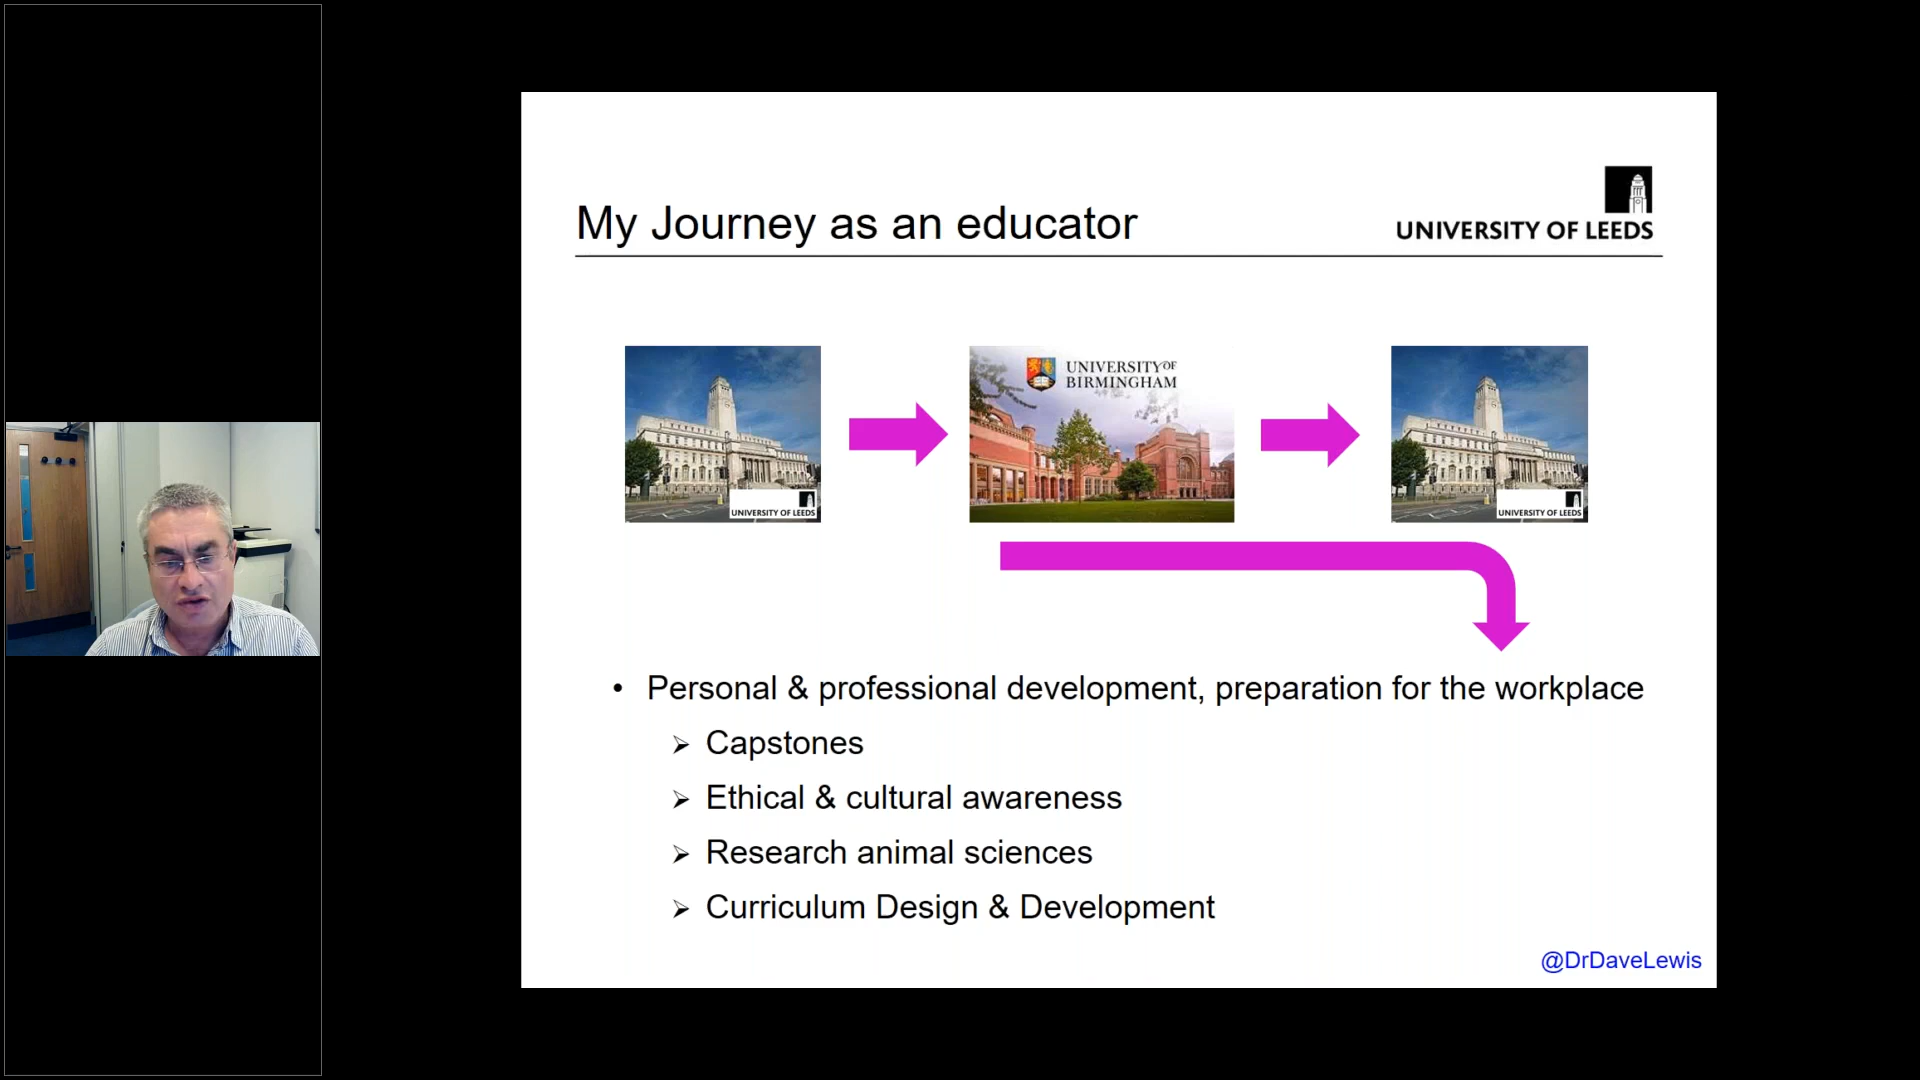 My Journey as an educator
UNIVERSITY OF LEEDS
UNIVERSITY OF LEEDS
UNIVERSITY OF
BIRMINGHAM
UNIVERSITY OF LEEDS
• Personal & professional development, preparation for the workplace
➢ Capstones
➢ Ethical & cultural awareness
➢ Research animal sciences
➢ Curriculum Design & Development
@DrDaveLewis